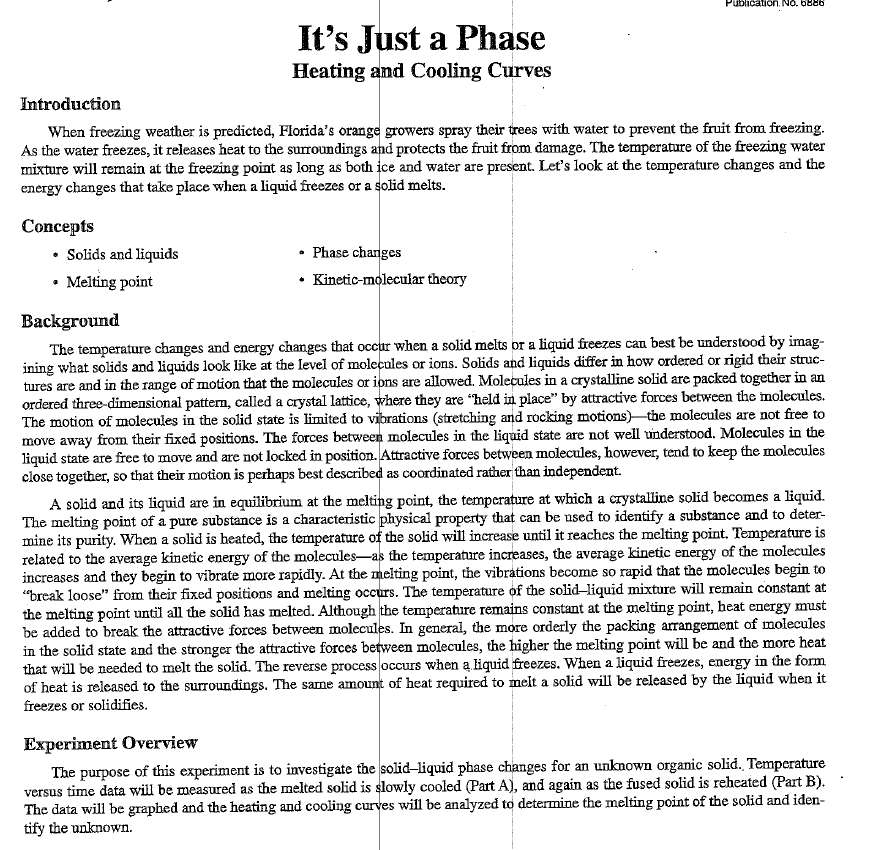 Publication No. 6886
It's Just a Phase
Heating and Cooling Curves
Introduction
When freezing weather is predicted, Florida's orange growers spray their trees with water to prevent the fruit from freezing.
As the water freezes, it releases heat to the surroundings and protects the fruit from damage. The temperature of the freezing water
mixture will remain at the freezing point as long as both ice and water are present. Let's look at the temperature changes and the
energy changes that take place when a liquid freezes or a solid melts.
Concepts
• Solids and liquids
• Phase changes
• Melting point
• Kinetic-molecular theory
Background
The temperature changes and energy changes that occur when a solid melts or a liquid freezes can best be understood by imag-
ining what solids and liquids look like at the level of molecules or ions. Solids and liquids differ in how ordered or rigid their struc-
tures are and in the range of motion that the molecules or ions are allowed. Molecules in a crystalline solid are packed together in an
ordered three-dimensional pattern, called a crystal lattice, where they are "held in place" by attractive forces between the molecules.
The motion of molecules in the solid state is limited to vibrations (stretching and rocking motions)—the molecules are not free to
move away from their fixed positions. The forces between molecules in the liquid state are not well understood. Molecules in the
liquid state are free to move and are not locked in position. Attractive forces between molecules, however, tend to keep the molecules
close together, so that their motion is perhaps best described as coordinated rather than independent.
A solid and its liquid are in equilibrium at the melting point, the temperature at which a crystalline solid becomes a liquid.
The melting point of a pure substance is a characteristic physical property that can be used to identify a substance and to deter-
mine its purity. When a solid is heated, the temperature of the solid will increase until it reaches the melting point. Temperature is
related to the average kinetic energy of the molecules—as the temperature increases, the average kinetic energy of the molecules
increases and they begin to vibrate more rapidly. At the melting point, the vibrations become so rapid that the molecules begin to
"break loose" from their fixed positions and melting occurs. The temperature of the solid–liquid mixture will remain constant at
the melting point until all the solid has melted. Although the temperature remains constant at the melting point, heat energy must
be added to break the attractive forces between molecules. In general, the more orderly the packing arrangement of molecules
in the solid state and the stronger the attractive forces between molecules, the higher the melting point will be and the more heat
that will be needed to melt the solid. The reverse process occurs when a liquid freezes. When a liquid freezes, energy in the form
of heat is released to the surroundings. The same amount of heat required to melt a solid will be released by the liquid when it
freezes or solidifies.
Experiment Overview
The purpose of this experiment is to investigate the solid–liquid phase changes for an unknown organic solid. Temperature
versus time data will be measured as the melted solid is slowly cooled (Part A), and again as the fused solid is reheated (Part B).
The data will be graphed and the heating and cooling curves will be analyzed to determine the melting point of the solid and iden-
tify the unknown.